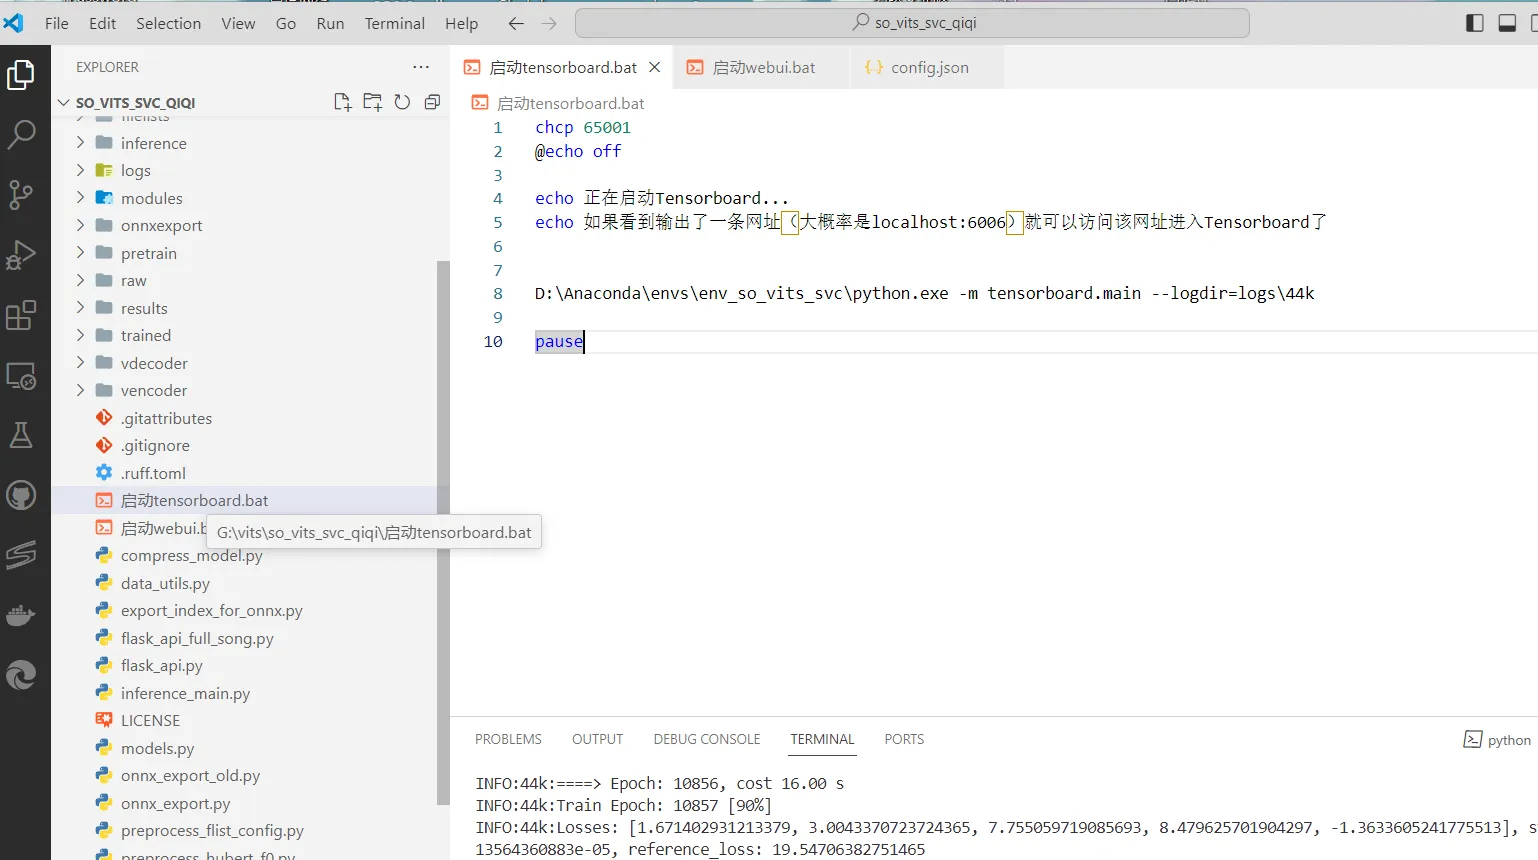 File Edit Selection View Go Run Terminal Help so_vits_svc_qiqi
EXPLORER
SO_VITS_SVC_QIQI
filelists
inference
logs
modules
onnxexport
pretrain
raw
results
trained
vdecoder
vencoder
.gitattributes
.gitignore
.ruff.toml
启动tensorboard.bat
启动webui.b
G:\vits\so_vits_svc_qiqi\启动tensorboard.bat
compress_model.py
data_utils.py
export_index_for_onnx.py
flask_api_full_song.py
flask_api.py
inference_main.py
LICENSE
models.py
onnx_export_old.py
onnx_export.py
preprocess_flist_config.py
preprocess_hubert_f0.py
启动tensorboard.bat 启动webui.bat config.json
启动tensorboard.bat
1 chcp 65001
2 @echo off
3
4 echo 正在启动Tensorboard...
5 echo 如果看到输出了一条网址（大概率是localhost:6006）就可以访问该网址进入Tensorboard了
6
7
8 D:\Anaconda\envs\env_so_vits_svc\python.exe -m tensorboard.main --logdir=logs\44k
9
10 pause
PROBLEMS OUTPUT DEBUG CONSOLE TERMINAL PORTS python
INFO:44k:====> Epoch: 10856, cost 16.00 s
INFO:44k:Train Epoch: 10857 [90%]
INFO:44k:Losses: [1.671402931213379, 3.0043370723724365, 7.755059719085693, 8.479625701904297, -1.3633605241775513], s
13564360883e-05, reference_loss: 19.54706382751465